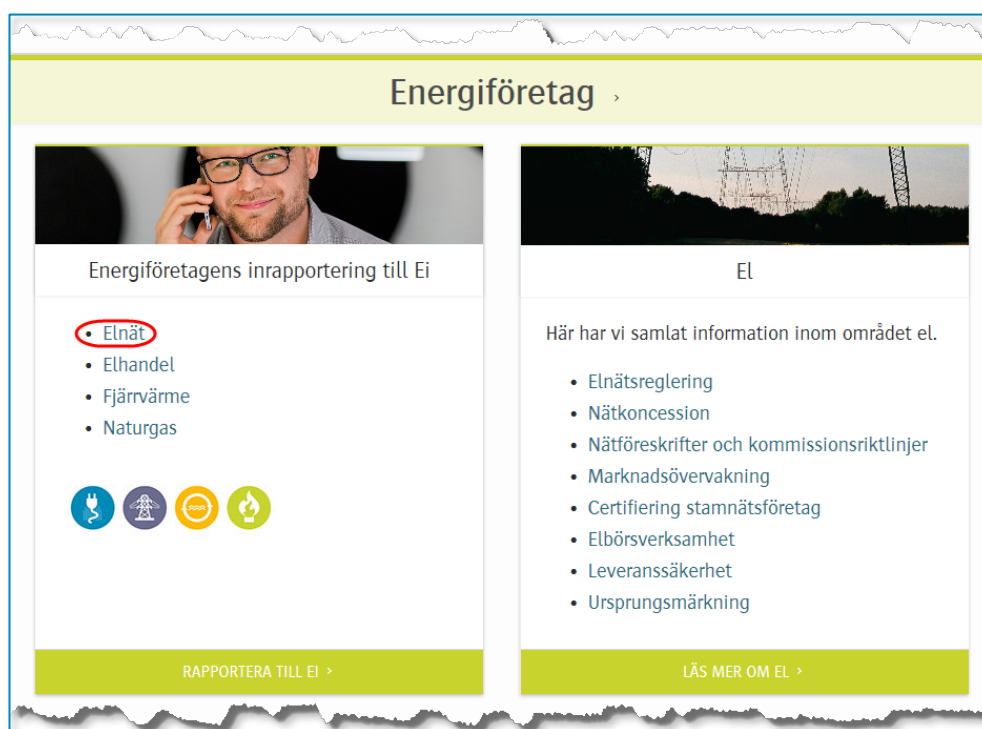 Energiföretag ›
Energiföretagens inrapportering till Ei
• Elnät
• Elhandel
• Fjärrvärme
• Naturgas
RAPPORTERA TILL EI ›
El
Här har vi samlat information inom området el.
• Elnätsreglering
• Nätkoncession
• Nätföreskrifter och kommissionsriktlinjer
• Marknadsövervakning
• Certifiering stamnätsföretag
• Elbörsverksamhet
• Leveranssäkerhet
• Ursprungsmärkning
LÄS MER OM EL ›